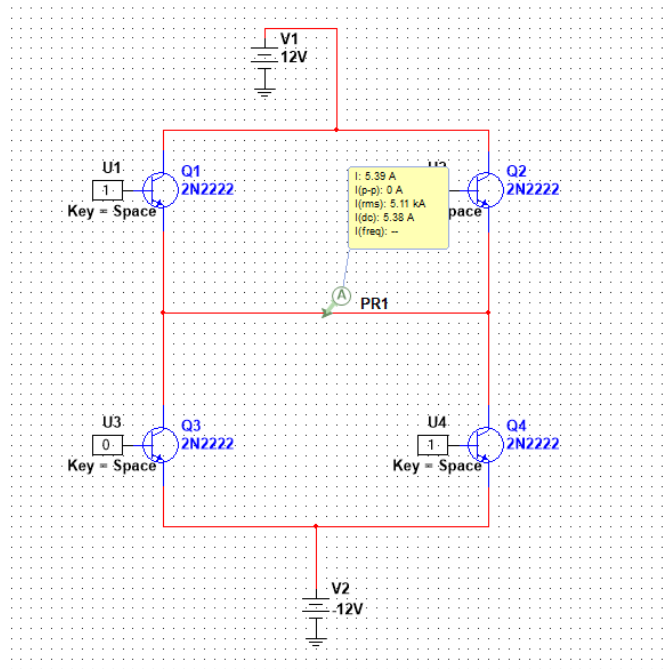 V1
12V
U1
Q1
1
2N2222
Key = Space
Q2
2N2222
pace
I: 5.39 A
I(p-p): 0 A
I(rms): 5.11 kA
I(dc): 5.38 A
I(freq): --
A
PR1
U3
Q3
0
2N2222
Key = Space
U4
Q4
1
2N2222
Key = Space
V2
-12V